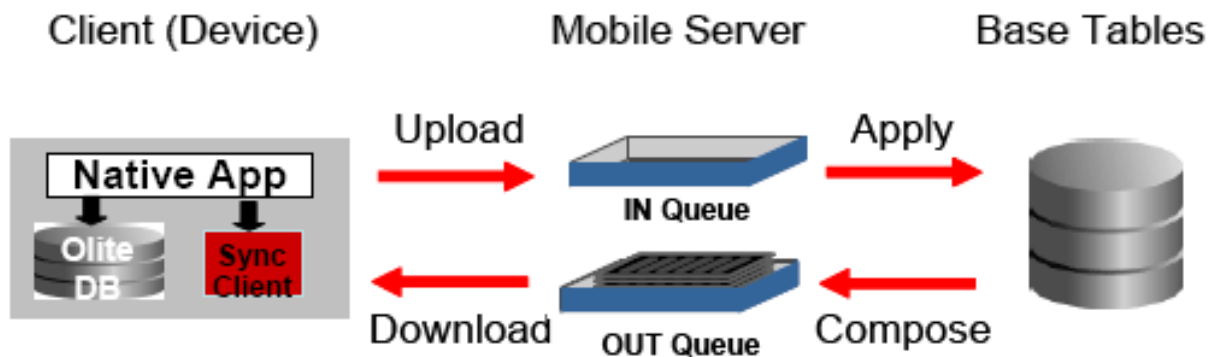 Client (Device)
Mobile Server
Base Tables
Upload
Apply
Native App
IN Queue
Olite
DB
Sync
Client
Download
OUT Queue
Compose